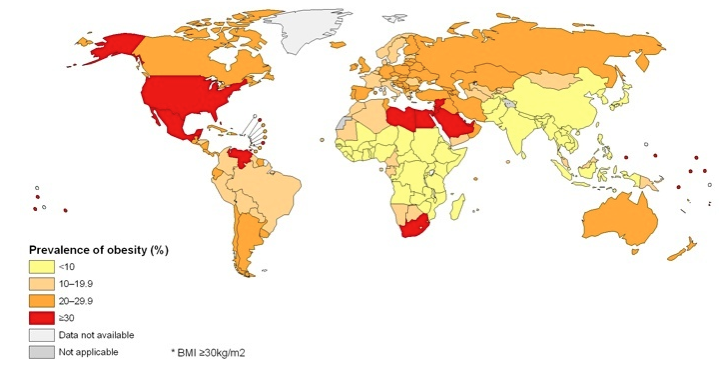 Prevalence of obesity (%)
<10
10–19.9
20–29.9
≥30
Data not available
Not applicable
* BMI ≥30kg/m2